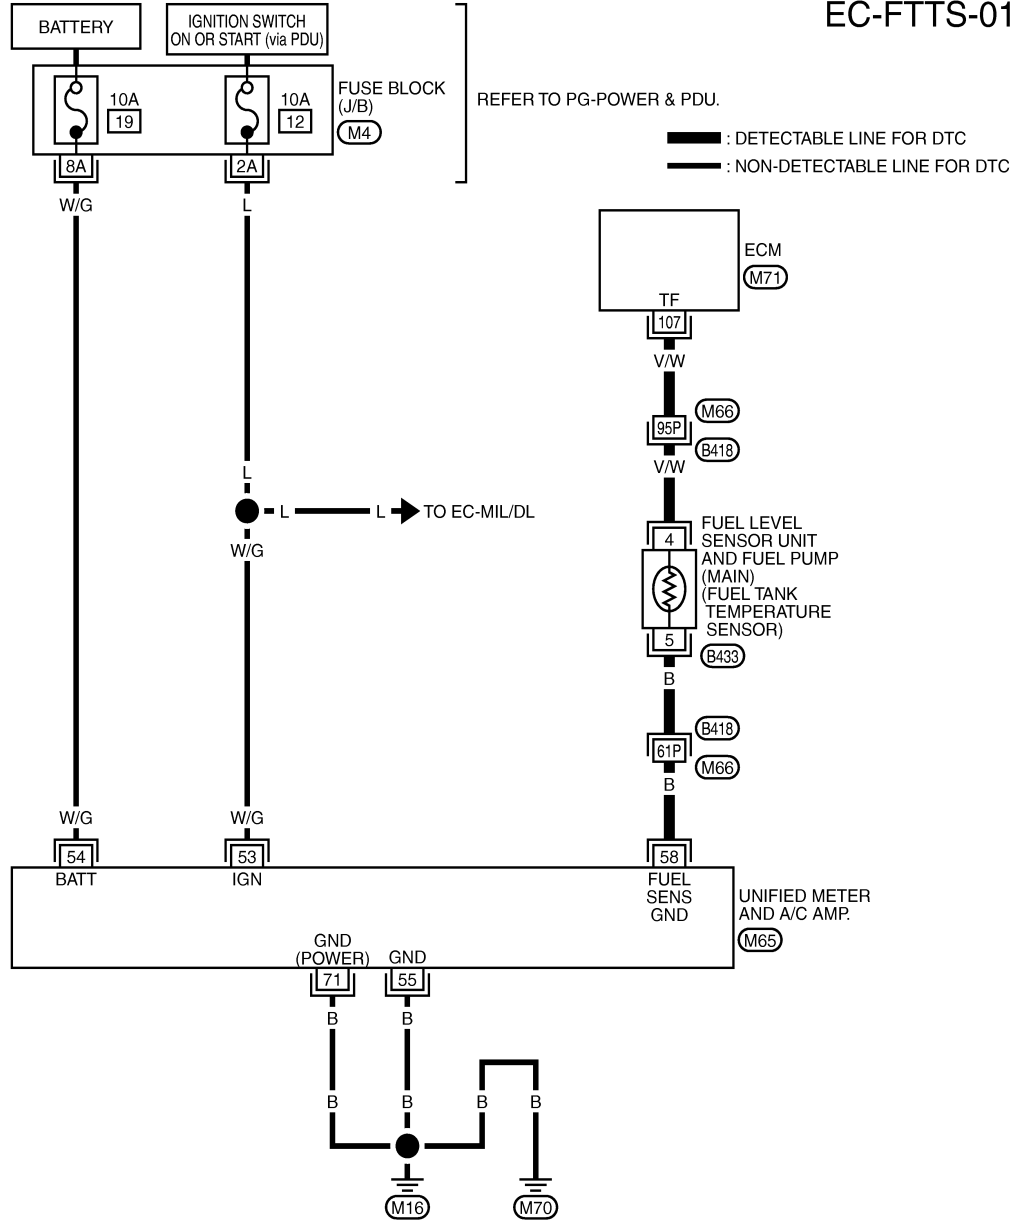 EC-FTTS-01
BATTERY
IGNITION SWITCH
ON OR START (via PDU)
10A
19
10A
12
FUSE BLOCK
(J/B)
M4
REFER TO PG-POWER & PDU.
: DETECTABLE LINE FOR DTC
: NON-DETECTABLE LINE FOR DTC
8A
2A
W/G
L
ECM
M71
TF
107
V/W
M66
95P
B418
V/W
L
L
L
TO EC-MIL/DL
W/G
4
FUEL LEVEL
SENSOR UNIT
AND FUEL PUMP
(MAIN)
(FUEL TANK
TEMPERATURE
SENSOR)
5
B433
B
B418
61P
M66
B
W/G
W/G
54
53
58
BATT
IGN
FUEL
SENS
GND
UNIFIED METER
AND A/C AMP.
M65
GND
(POWER)
GND
71
55
B
B
B
B
B
B
M16
M70